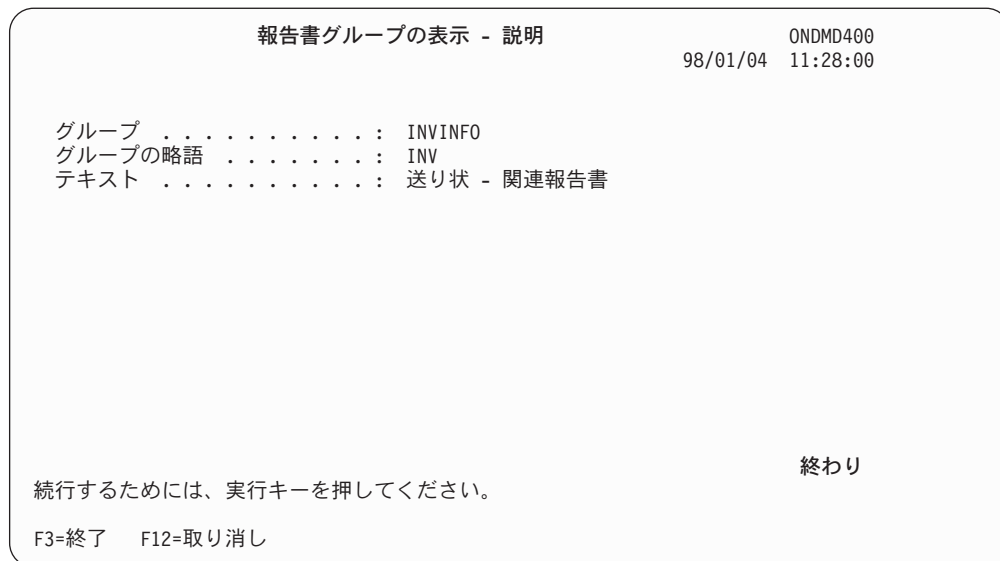 報告書グループの表示 - 説明 ONDMD400
98/01/04 11:28:00
グループ . . . . . . . . . . : INVINFO
グループの略語 . . . . . . . : INV
テキスト . . . . . . . . . . : 送り状 - 関連報告書
終わり
続行するためには、実行キーを押してください。
F3=終了 F12=取り消し